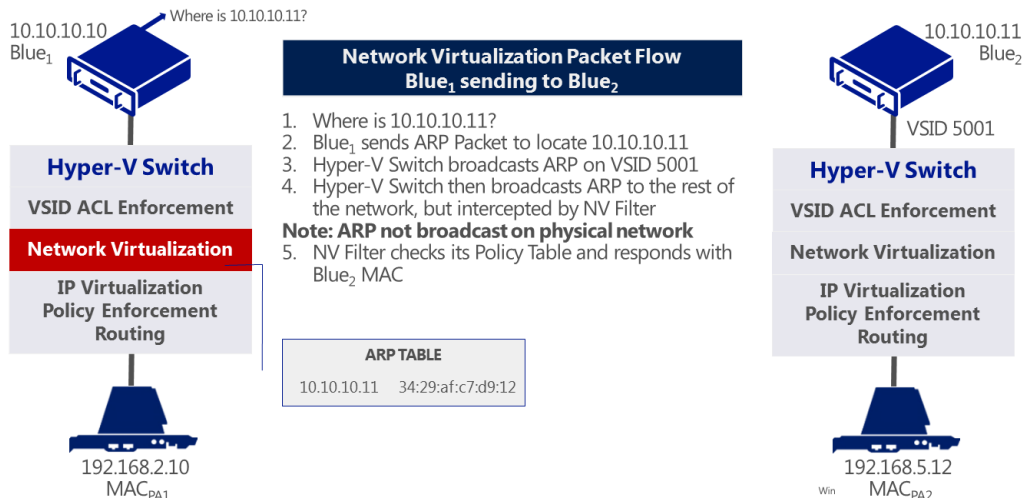 Where is 10.10.10.11?
10.10.10.10
Blue1
Hyper-V Switch
VSID ACL Enforcement
Network Virtualization
IP Virtualization
Policy Enforcement
Routing
192.168.2.10
MACPA1
Network Virtualization Packet Flow
Blue1 sending to Blue2
1. Where is 10.10.10.11?
2. Blue1 sends ARP Packet to locate 10.10.10.11
3. Hyper-V Switch broadcasts ARP on VSID 5001
4. Hyper-V Switch then broadcasts ARP to the rest of
the network, but intercepted by NV Filter
Note: ARP not broadcast on physical network
5. NV Filter checks its Policy Table and responds with
Blue2 MAC
ARP TABLE
10.10.10.11 34:29:af:c7:d9:12
10.10.10.11
Blue2
VSID 5001
Hyper-V Switch
VSID ACL Enforcement
Network Virtualization
IP Virtualization
Policy Enforcement
Routing
192.168.5.12
Win MACPA2